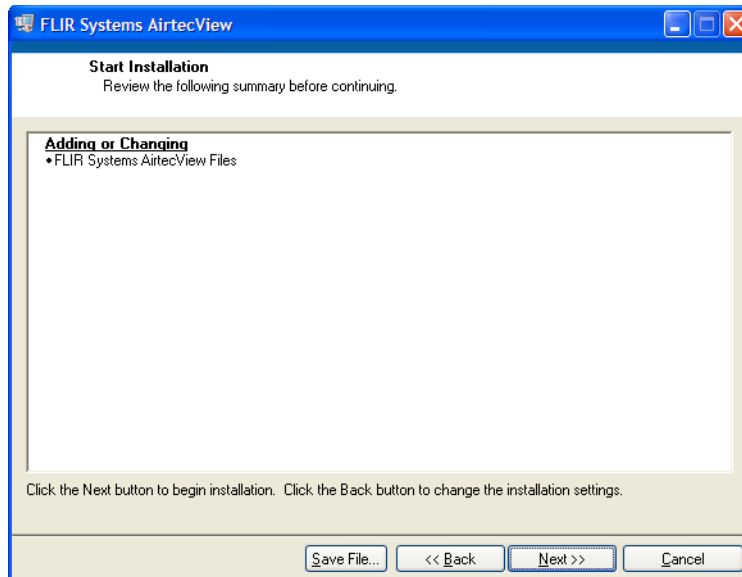 FLIR Systems AirtecView
Start Installation
Review the following summary before continuing.
Adding or Changing
• FLIR Systems AirtecView Files
Click the Next button to begin installation.  Click the Back button to change the installation settings.
Save File... << Back Next >> Cancel